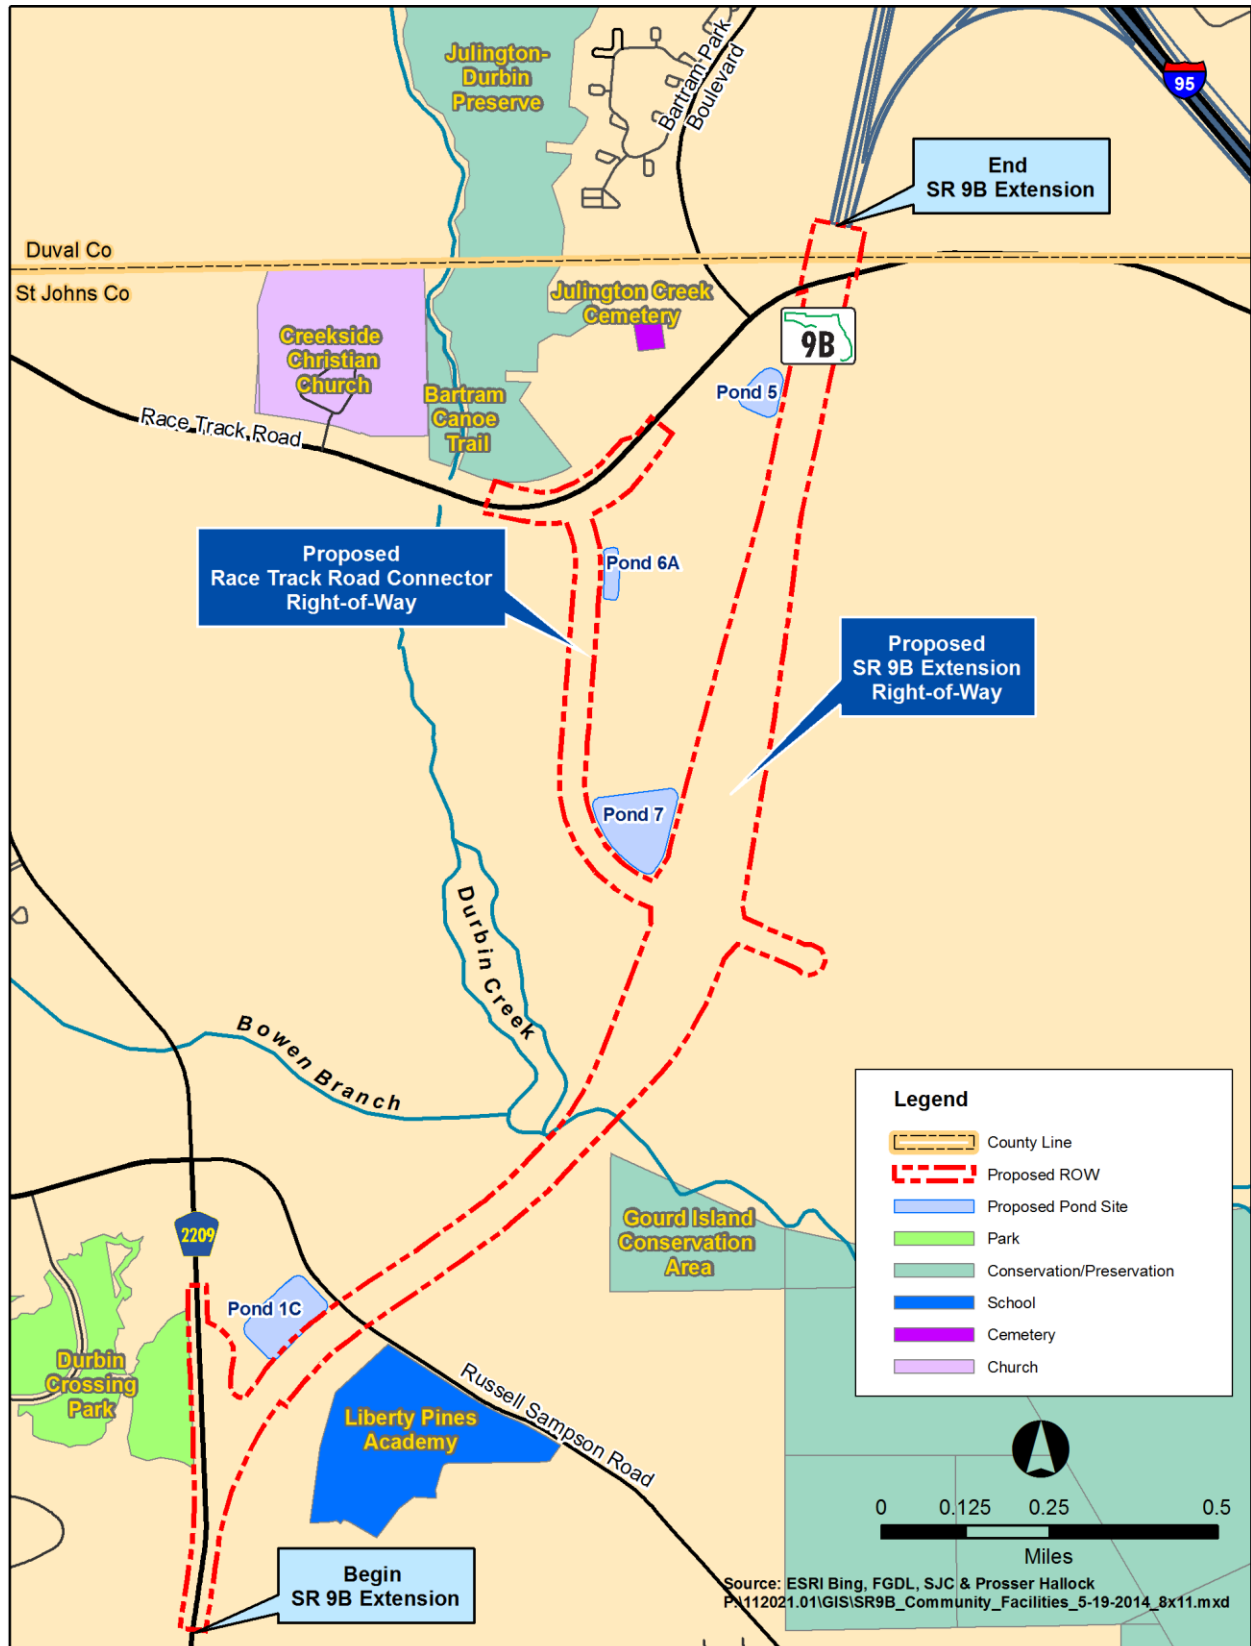 Julington-
Durbin
Preserve
Bartram Park
Boulevard
95
End
SR 9B Extension
Duval Co
St Johns Co
Julington Creek
Cemetery
Creekside
Christian
Church
9B
Bartram
Canoe
Trail
Pond 5
Race Track Road
Proposed
Race Track Road Connector
Right-of-Way
Pond 6A
Proposed
SR 9B Extension
Right-of-Way
Pond 7
Durbin Creek
Bowen Branch
2209
Gourd Island
Conservation
Area
Pond 1C
Durbin
Crossing
Park
Liberty Pines
Academy
Russell Sampson Road
Begin
SR 9B Extension
Legend
County Line
Proposed ROW
Proposed Pond Site
Park
Conservation/Preservation
School
Cemetery
Church
0 0.125 0.25 0.5
Miles
Source: ESRI Bing, FGDL, SJC & Prosser Hallock
P:\112021.01\GIS\SR9B_Community_Facilities_5-19-2014_8x11.mxd